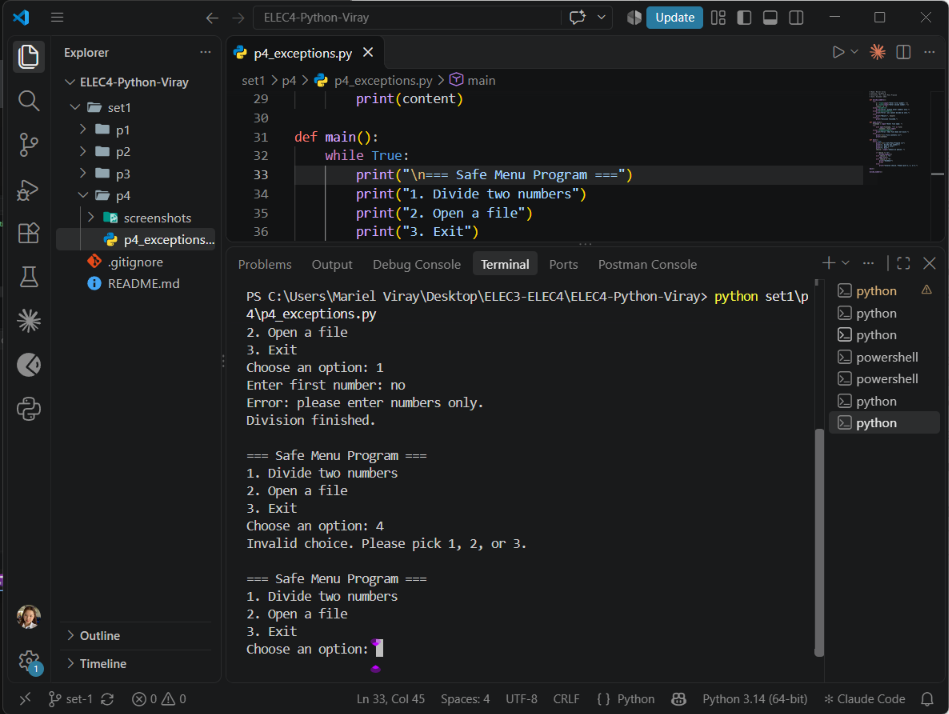 ELEC4-Python-Viray
Update
Explorer
ELEC4-Python-Viray
set1
p1
p2
p3
p4
screenshots
p4_exceptions...
.gitignore
README.md
Outline
Timeline
p4_exceptions.py
set1 > p4 > p4_exceptions.py > main
29 print(content)
30
31 def main():
32 while True:
33 print("\n=== Safe Menu Program ===")
34 print("1. Divide two numbers")
35 print("2. Open a file")
36 print("3. Exit")
Problems Output Debug Console Terminal Ports Postman Console
PS C:\Users\Mariel Viray\Desktop\ELEC3-ELEC4\ELEC4-Python-Viray> python set1\p
4\p4_exceptions.py
2. Open a file
3. Exit
Choose an option: 1
Enter first number: no
Error: please enter numbers only.
Division finished.
=== Safe Menu Program ===
1. Divide two numbers
2. Open a file
3. Exit
Choose an option: 4
Invalid choice. Please pick 1, 2, or 3.
=== Safe Menu Program ===
1. Divide two numbers
2. Open a file
3. Exit
Choose an option:
python
python
python
powershell
powershell
python
python
1
set-1 0 0 Ln 33, Col 45 Spaces: 4 UTF-8 CRLF {} Python Python 3.14 (64-bit) Claude Code